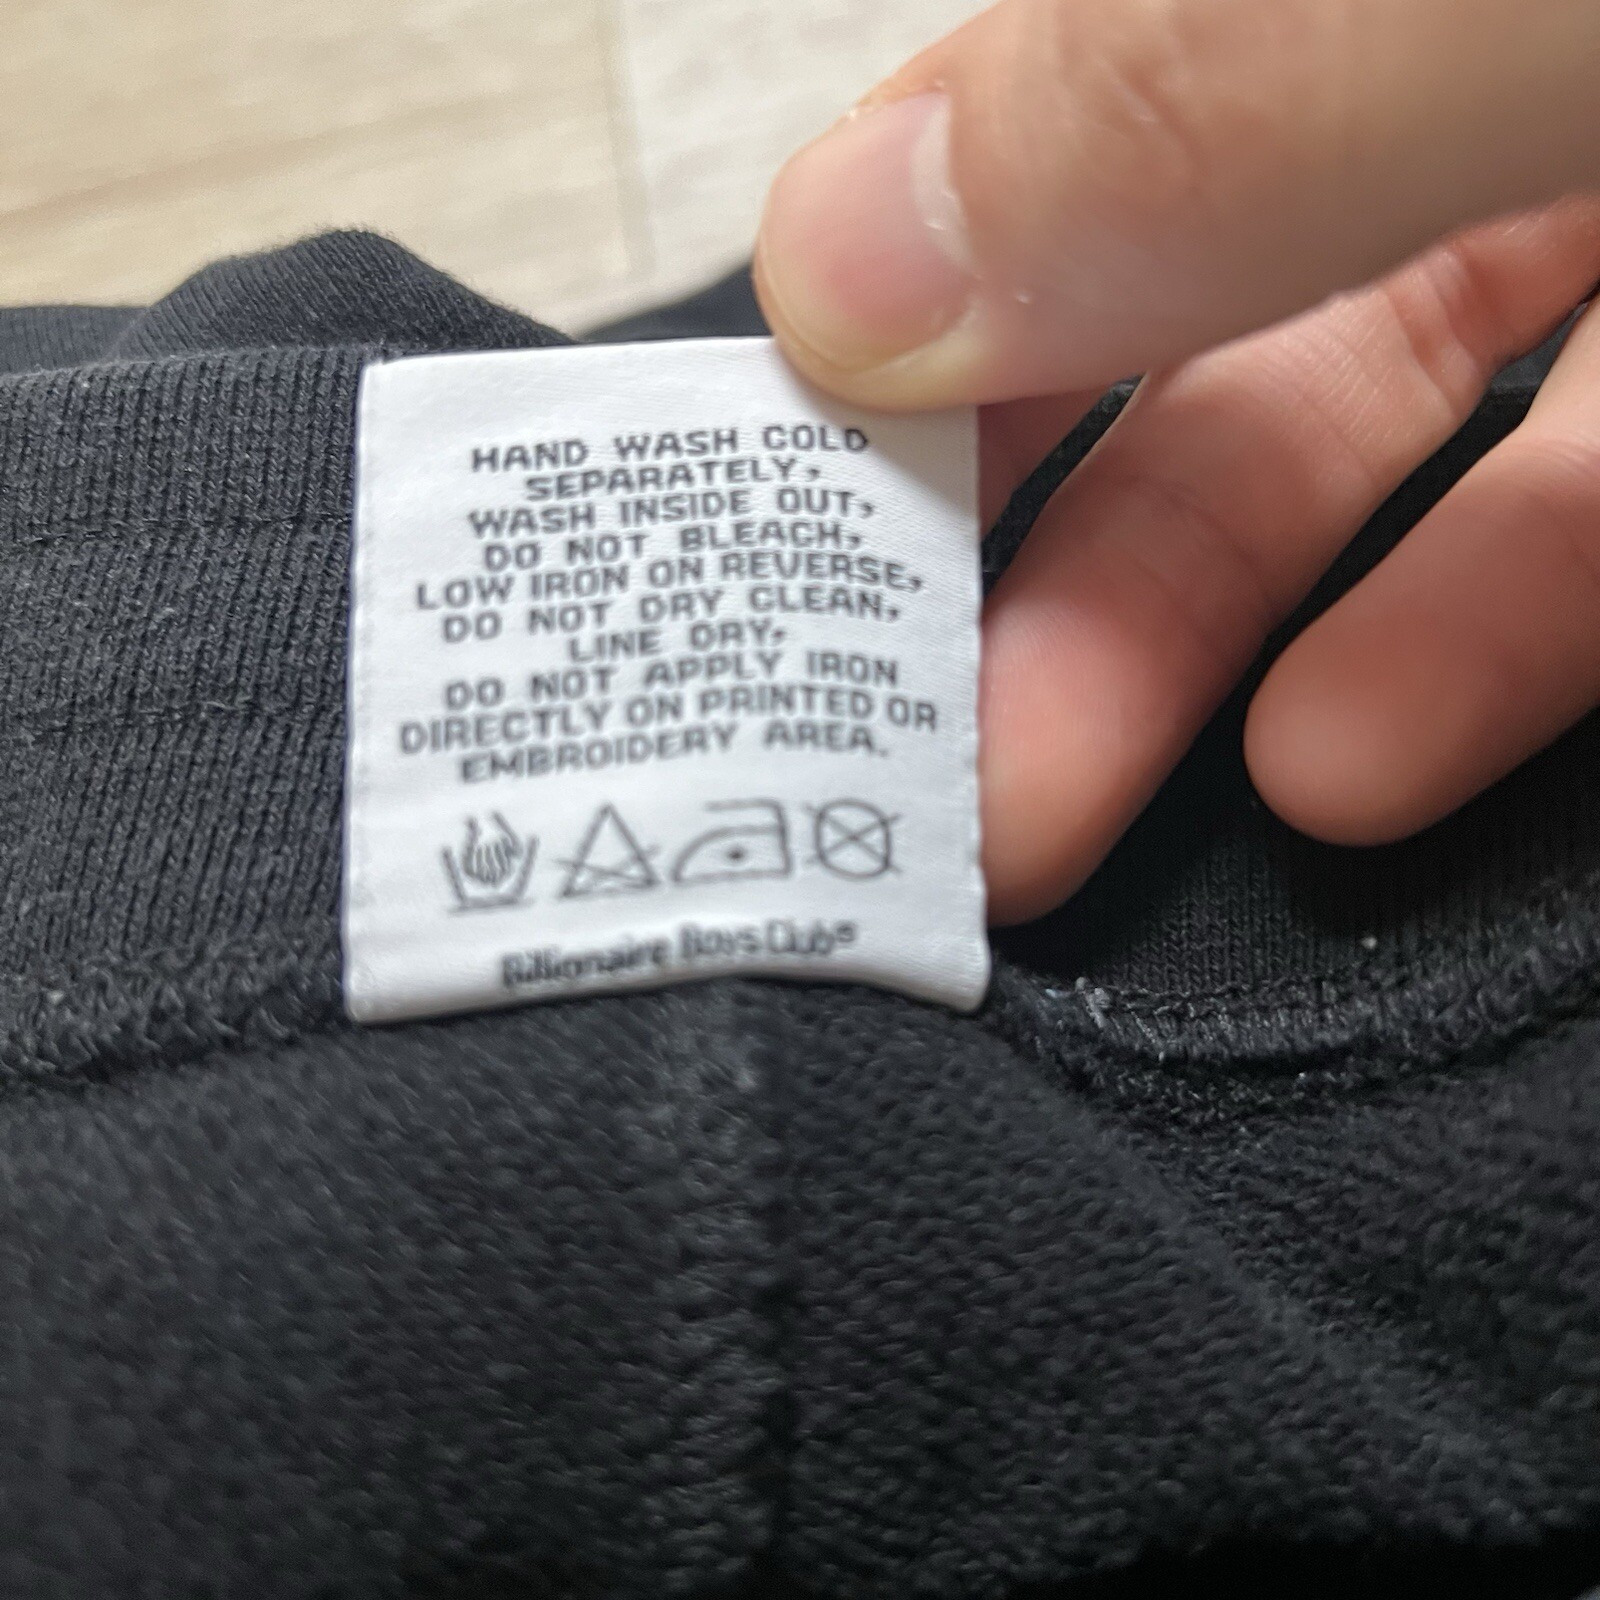 HAND WASH COLD
SEPARATELY,
WASH INSIDE OUT,
DO NOT BLEACH,
LOW IRON ON REVERSE,
DO NOT DRY CLEAN,
LINE DRY,
DO NOT APPLY IRON
DIRECTLY ON PRINTED OR
EMBROIDERY AREA.
Billionaire Boys Club®